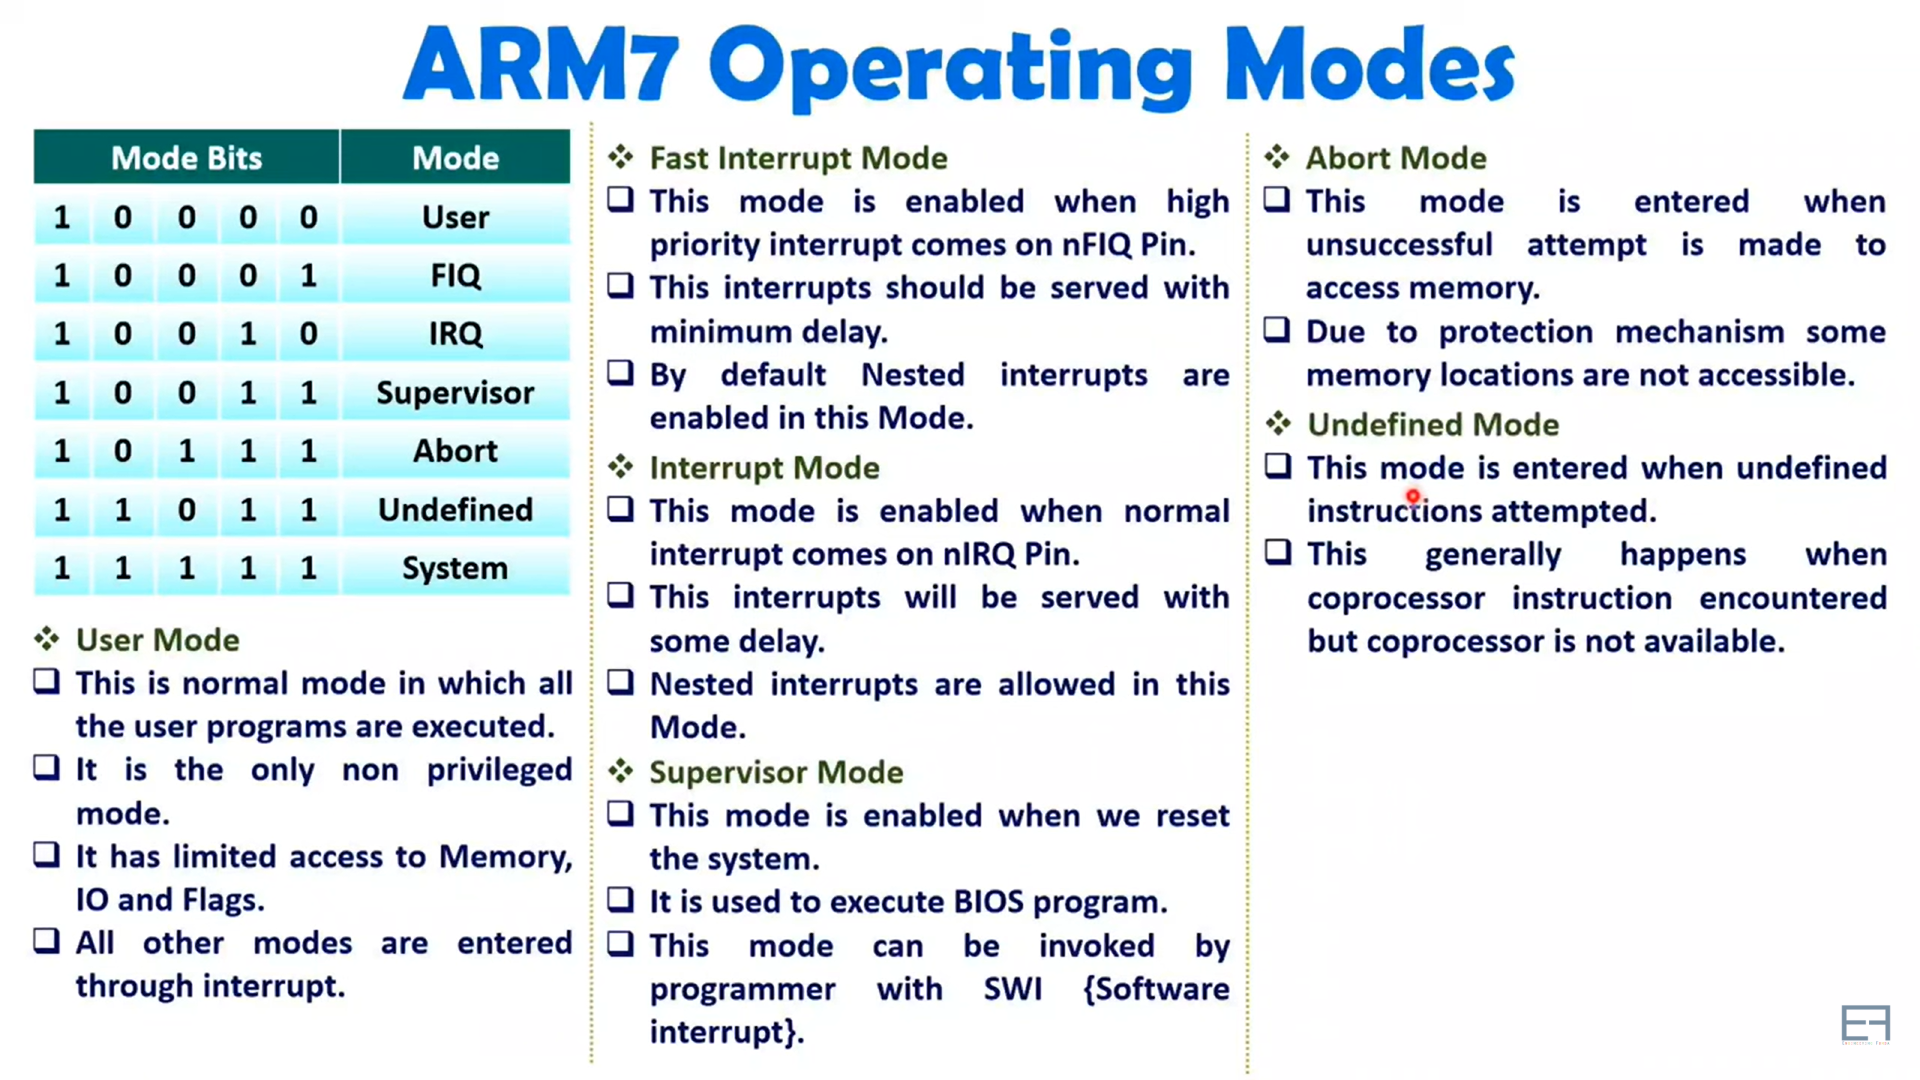 ARM7 Operating Modes
Mode Bits Mode
1 0 0 0 0 User
1 0 0 0 1 FIQ
1 0 0 1 0 IRQ
1 0 0 1 1 Supervisor
1 0 1 1 1 Abort
1 1 0 1 1 Undefined
1 1 1 1 1 System
User Mode
This is normal mode in which all
the user programs are executed.
It is the only non privileged
mode.
It has limited access to Memory,
IO and Flags.
All other modes are entered
through interrupt.
Fast Interrupt Mode
This mode is enabled when high
priority interrupt comes on nFIQ Pin.
This interrupts should be served with
minimum delay.
By default Nested interrupts are
enabled in this Mode.
Interrupt Mode
This mode is enabled when normal
interrupt comes on nIRQ Pin.
This interrupts will be served with
some delay.
Nested interrupts are allowed in this
Mode.
Supervisor Mode
This mode is enabled when we reset
the system.
It is used to execute BIOS program.
This mode can be invoked by
programmer with SWI {Software
interrupt}.
Abort Mode
This mode is entered when
unsuccessful attempt is made to
access memory.
Due to protection mechanism some
memory locations are not accessible.
Undefined Mode
This mode is entered when undefined
instructions attempted.
This generally happens when
coprocessor instruction encountered
but coprocessor is not available.
EF